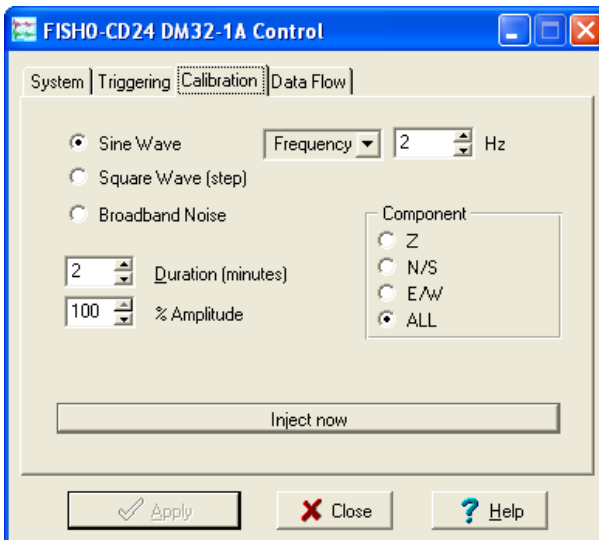 FISH0-CD24 DM32-1A Control
System Triggering Calibration Data Flow
Sine Wave Frequency 2 Hz
Square Wave (step)
Broadband Noise
Component
Z
N/S
E/W
ALL
2 Duration (minutes)
100 % Amplitude
Inject now
Apply Close Help